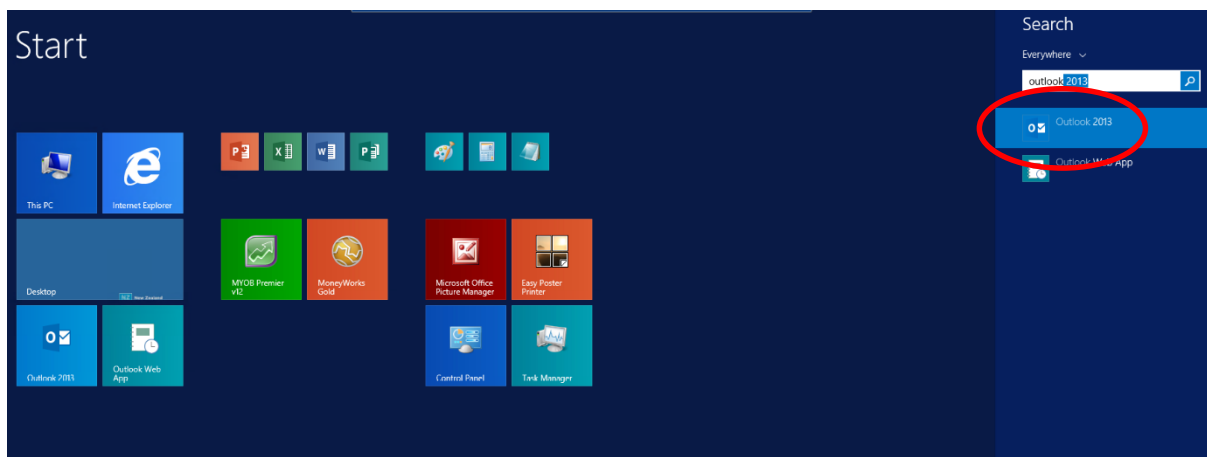 Start
This PC
Internet Explorer
Desktop
Outlook 2013
Outlook Web
App
MYOB Premier
v12
MoneyWorks
Gold
Microsoft Office
Picture Manager
Easy Poster
Printer
Control Panel
Task Manager
Search
Everywhere
outlook 2013
Outlook 2013
Outlook Web App